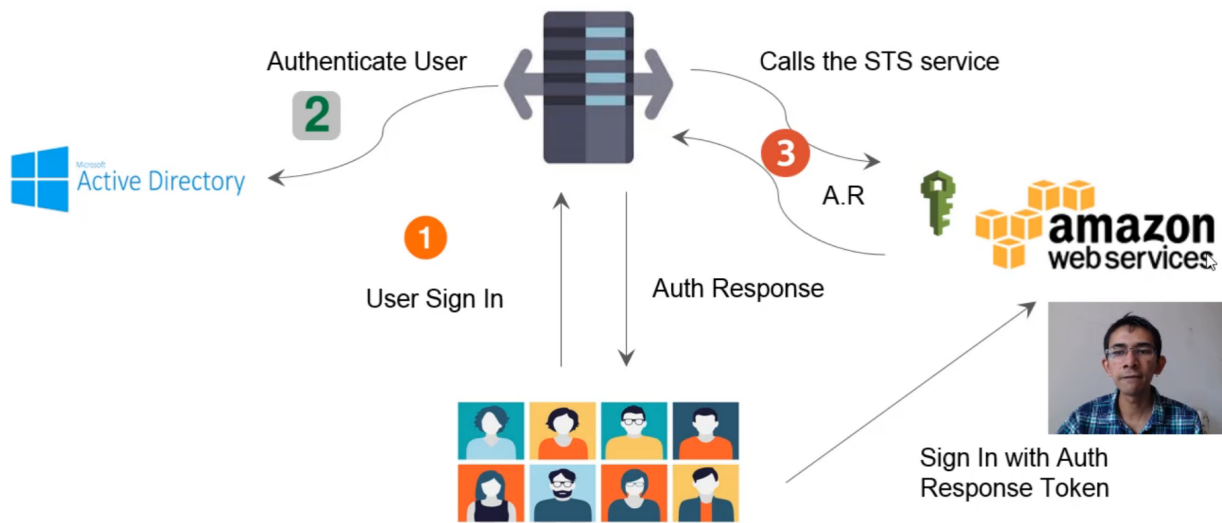 Authenticate User
Calls the STS service
2
3
Microsoft
Active Directory
A.R
amazon
web services
1
User Sign In
Auth Response
Sign In with Auth
Response Token